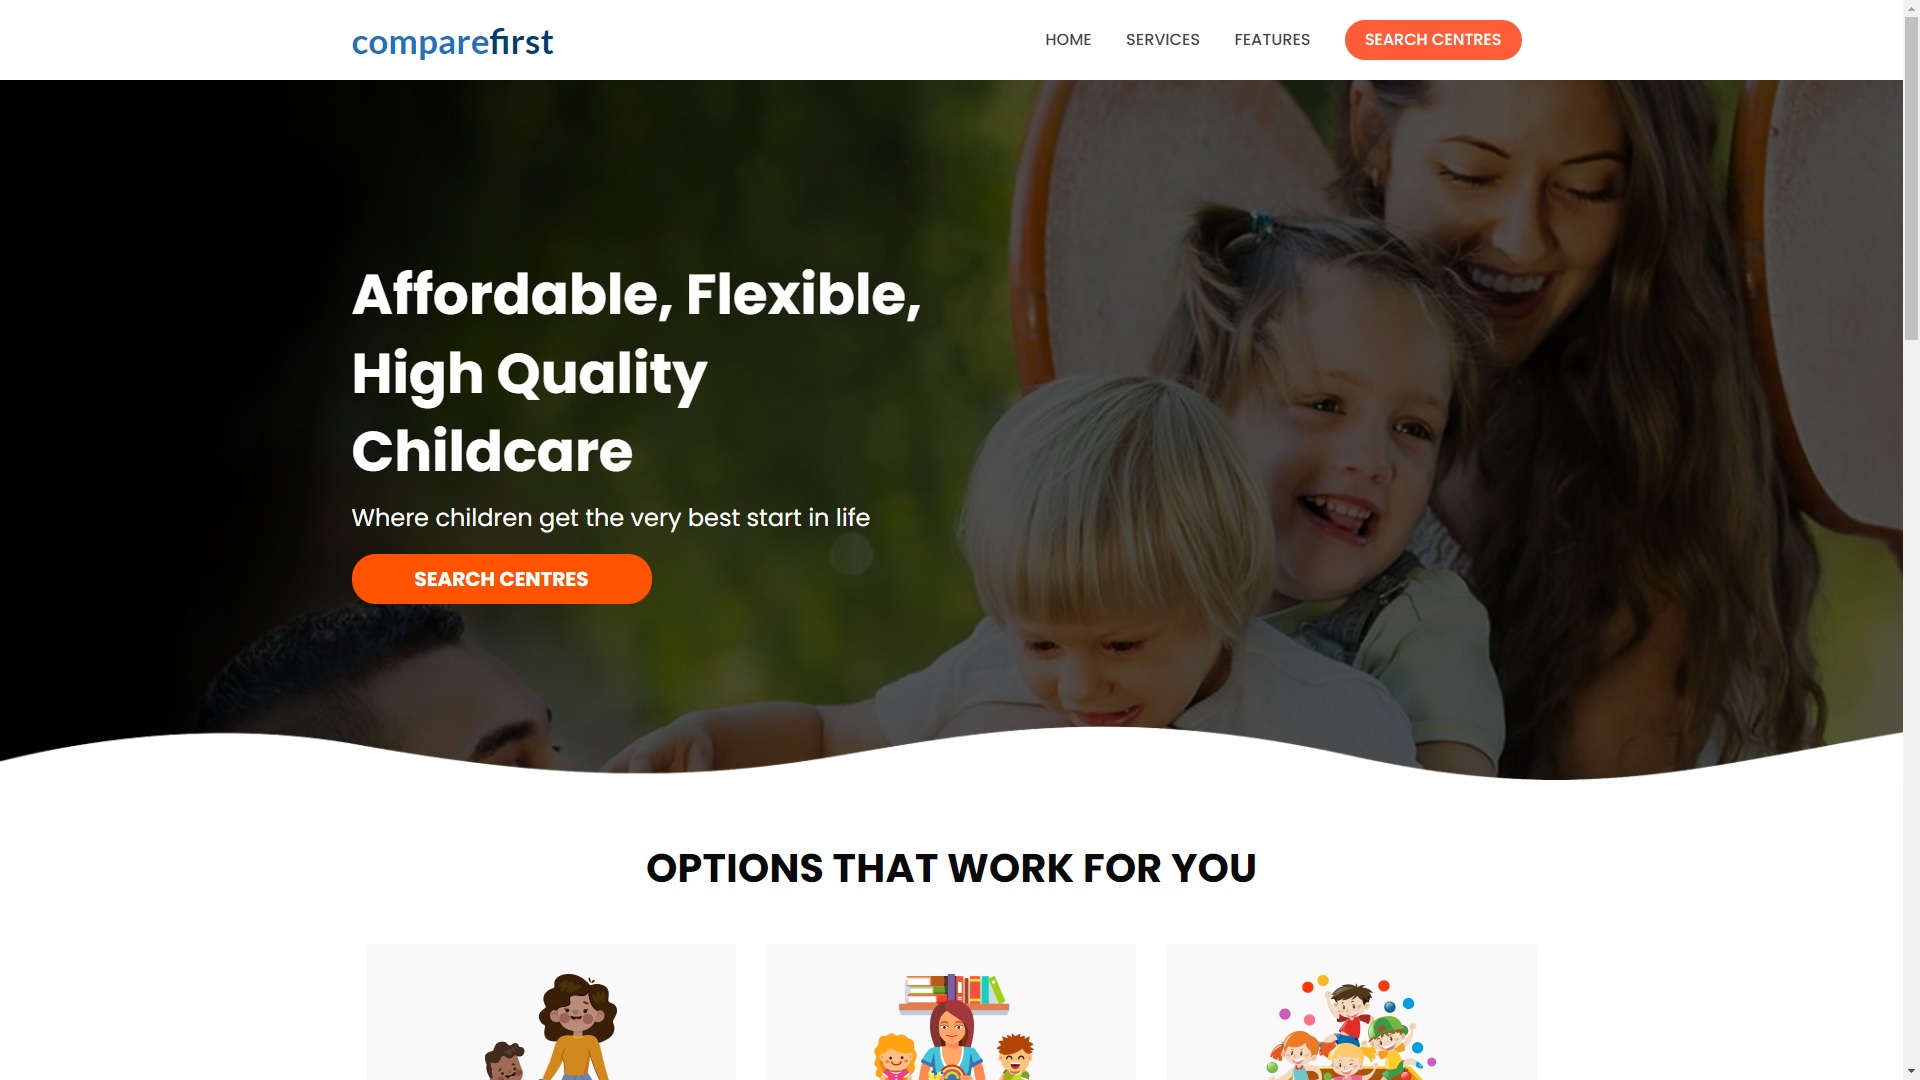 comparefirst
HOME
SERVICES
FEATURES
SEARCH CENTRES
Affordable, Flexible,
High Quality
Childcare
Where children get the very best start in life
SEARCH CENTRES
OPTIONS THAT WORK FOR YOU